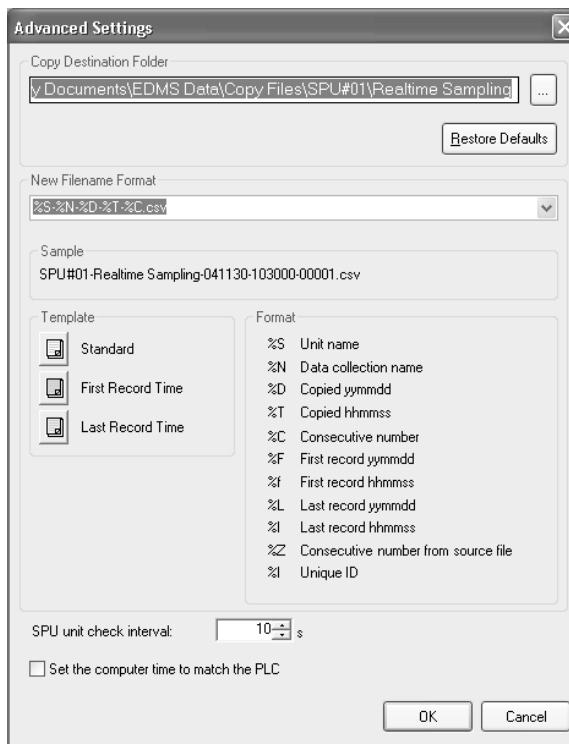 Advanced Settings
Copy Destination Folder
y Documents\EDMS Data\Copy Files\SPU#01\Realtime Sampling
...
Restore Defaults
New Filename Format
%S-%N-%D-%T-%C.csv
Sample
SPU#01-Realtime Sampling-041130-103000-00001.csv
Template
Standard
First Record Time
Last Record Time
Format
%S Unit name
%N Data collection name
%D Copied yymmdd
%T Copied hhmmss
%C Consecutive number
%F First record yymmdd
%f First record hhmmss
%L Last record yymmdd
%l Last record hhmmss
%Z Consecutive number from source file
%I Unique ID
SPU unit check interval: 10 s
Set the computer time to match the PLC
OK Cancel